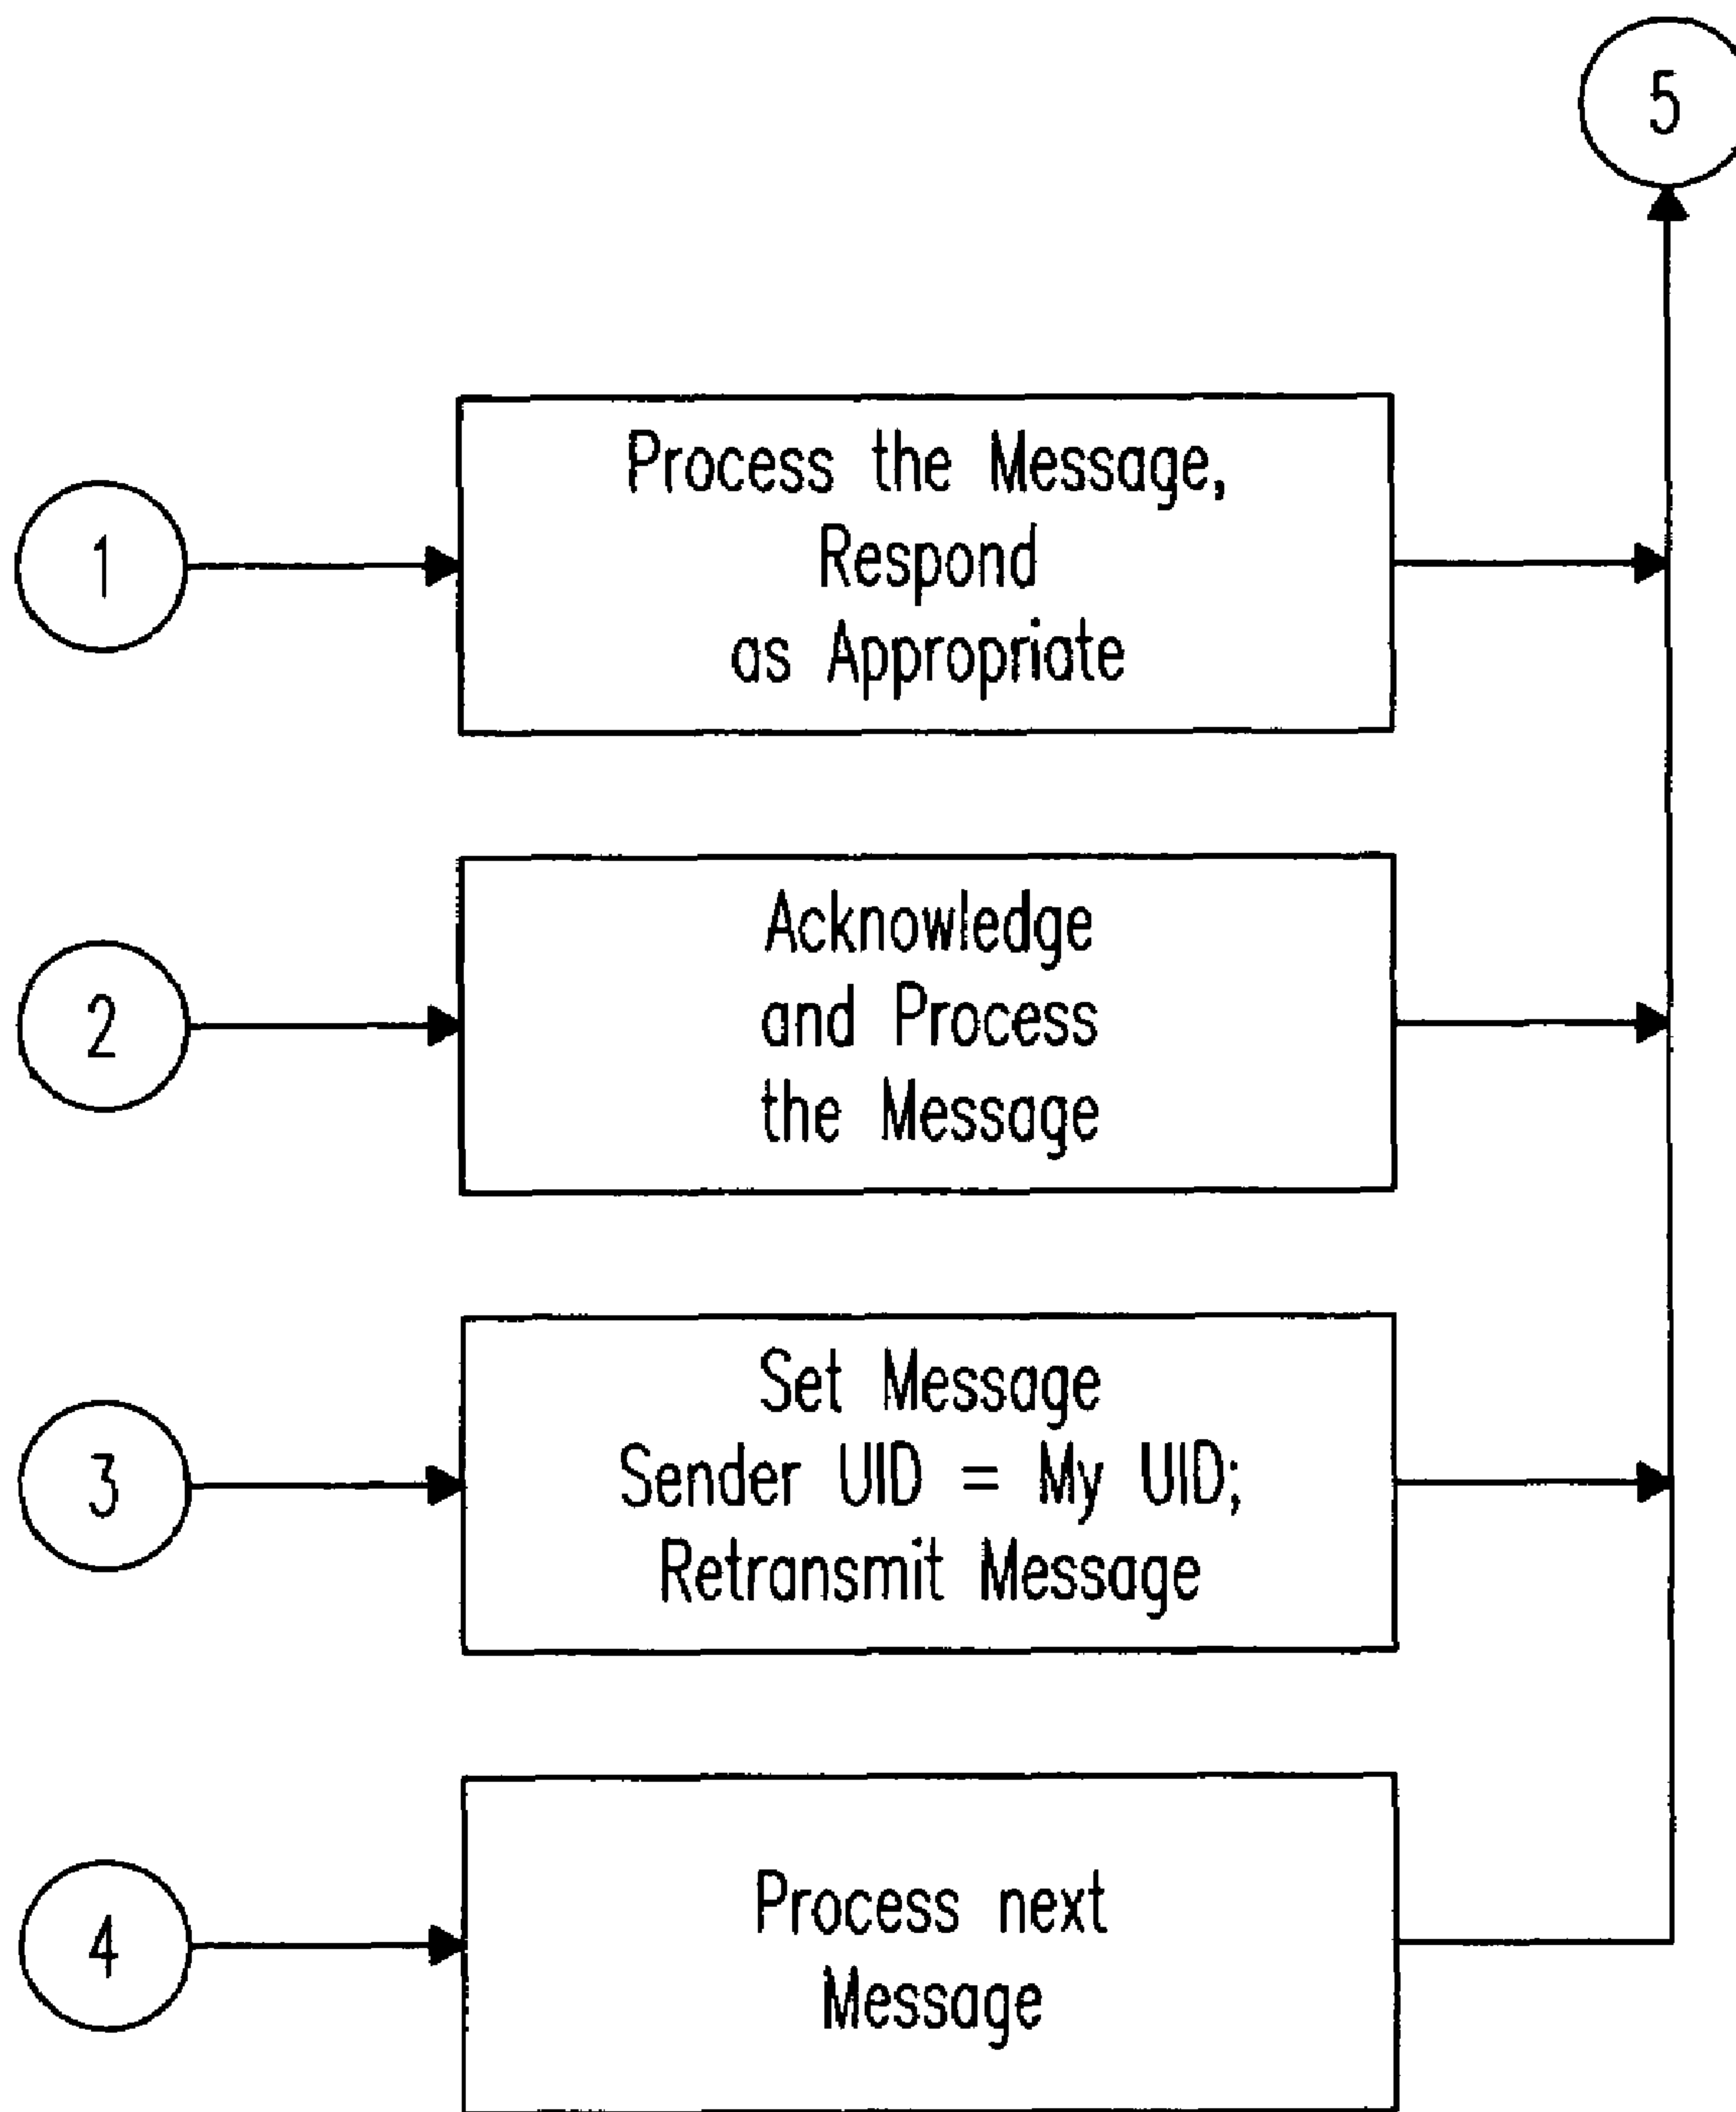 5
1
Process the Message,
Respond
as Appropriate
2
Acknowledge
and Process
the Message
3
Set Message
Sender UID = My UID;
Retransmit Message
4
Process next
Message